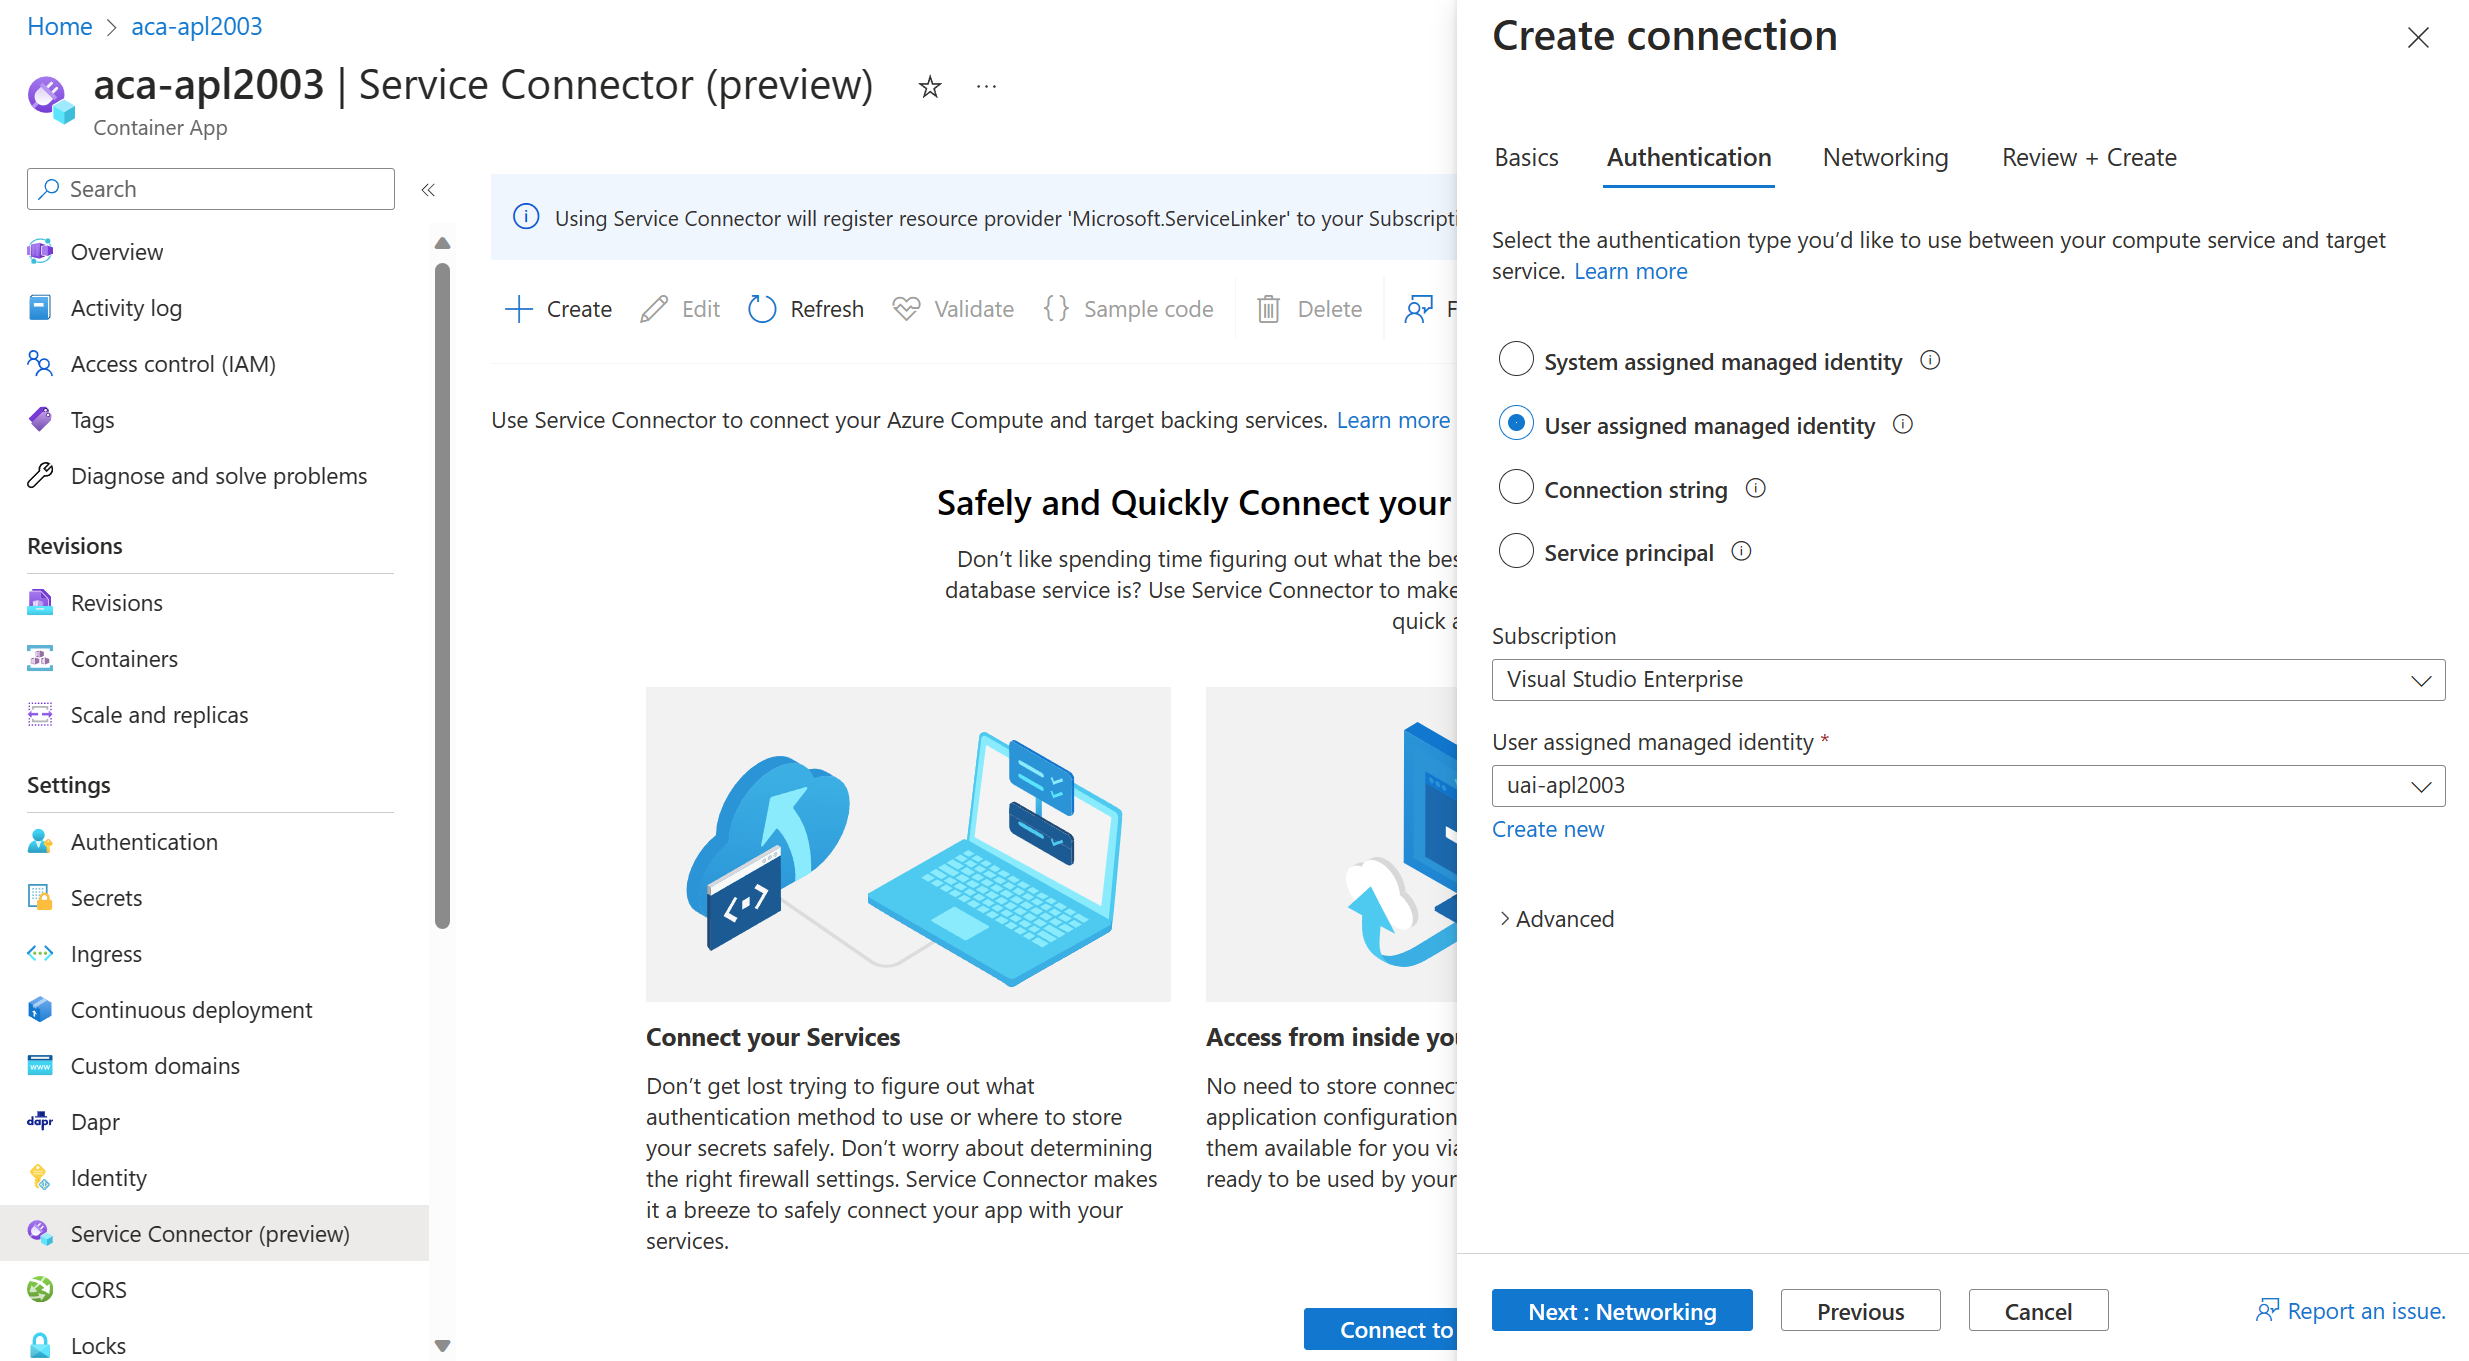 Home > aca-apl2003
aca-apl2003 | Service Connector (preview)
Container App
Search
Overview
Activity log
Access control (IAM)
Tags
Diagnose and solve problems
Revisions
Revisions
Containers
Scale and replicas
Settings
Authentication
Secrets
Ingress
Continuous deployment
Custom domains
dapr
Dapr
Identity
Service Connector (preview)
CORS
Locks
Using Service Connector will register resource provider 'Microsoft.ServiceLinker' to your Subscripti
Create Edit Refresh Validate Sample code Delete F
Use Service Connector to connect your Azure Compute and target backing services. Learn more
Safely and Quickly Connect your
Don't like spending time figuring out what the bes
database service is? Use Service Connector to make
quick a
Connect your Services
Don't get lost trying to figure out what
authentication method to use or where to store
your secrets safely. Don't worry about determining
the right firewall settings. Service Connector makes
it a breeze to safely connect your app with your
services.
Access from inside you
No need to store connect
application configuration
them available for you via
ready to be used by your
Connect to
Create connection
Basics Authentication Networking Review + Create
Select the authentication type you'd like to use between your compute service and target
service. Learn more
System assigned managed identity
User assigned managed identity
Connection string
Service principal
Subscription
Visual Studio Enterprise
User assigned managed identity *
uai-apl2003
Create new
> Advanced
Next : Networking Previous Cancel Report an issue.